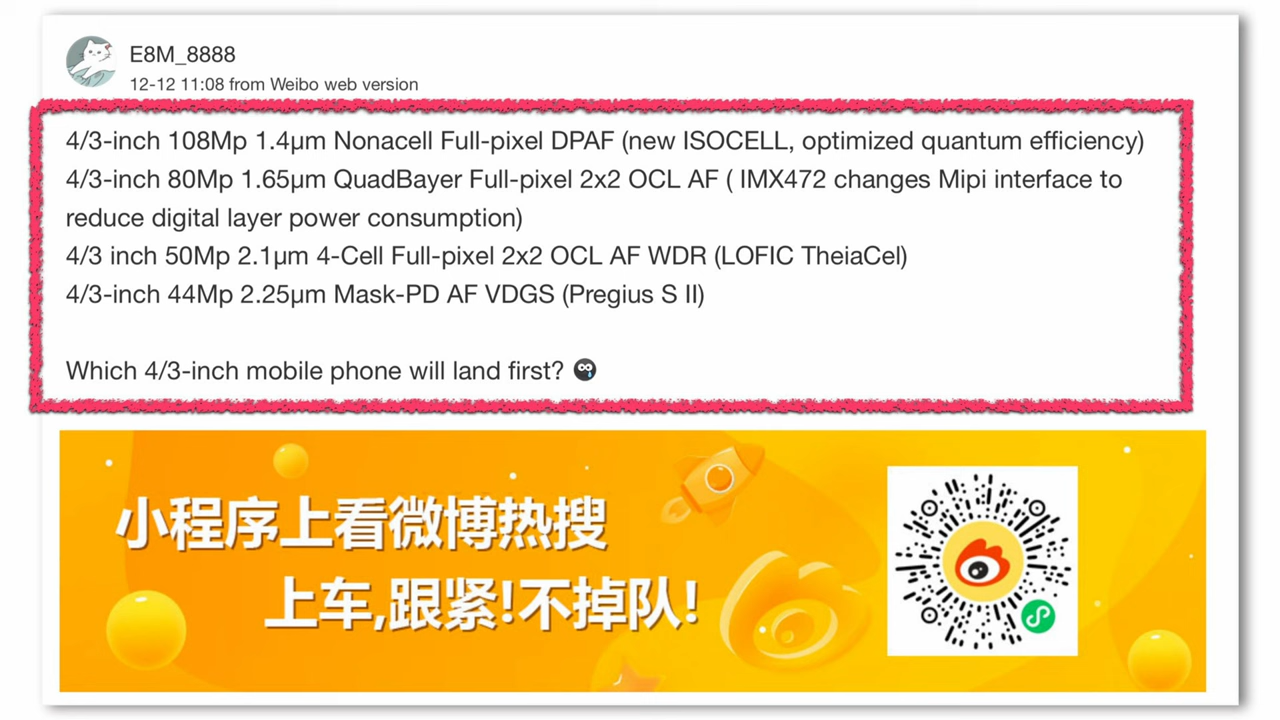 E8M_8888
12-12 11:08 from Weibo web version
4/3-inch 108Mp 1.4μm Nonacell Full-pixel DPAF (new ISOCELL, optimized quantum efficiency)
4/3-inch 80Mp 1.65μm QuadBayer Full-pixel 2x2 OCL AF ( IMX472 changes Mipi interface to
reduce digital layer power consumption)
4/3 inch 50Mp 2.1μm 4-Cell Full-pixel 2x2 OCL AF WDR (LOFIC TheiaCel)
4/3-inch 44Mp 2.25μm Mask-PD AF VDGS (Pregius S II)
Which 4/3-inch mobile phone will land first?
小程序上看微博热搜
上车,跟紧!不掉队!